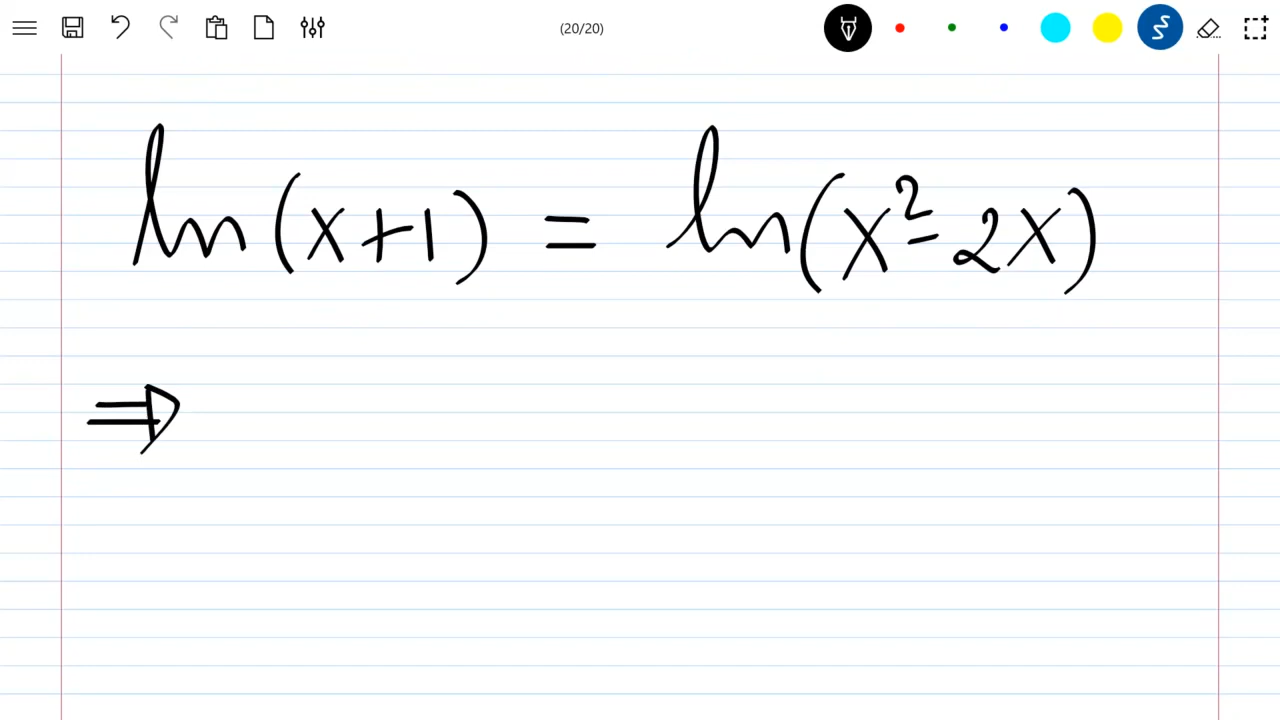 (20/20)
ln(x+1) = ln(x²-2x)
⇒